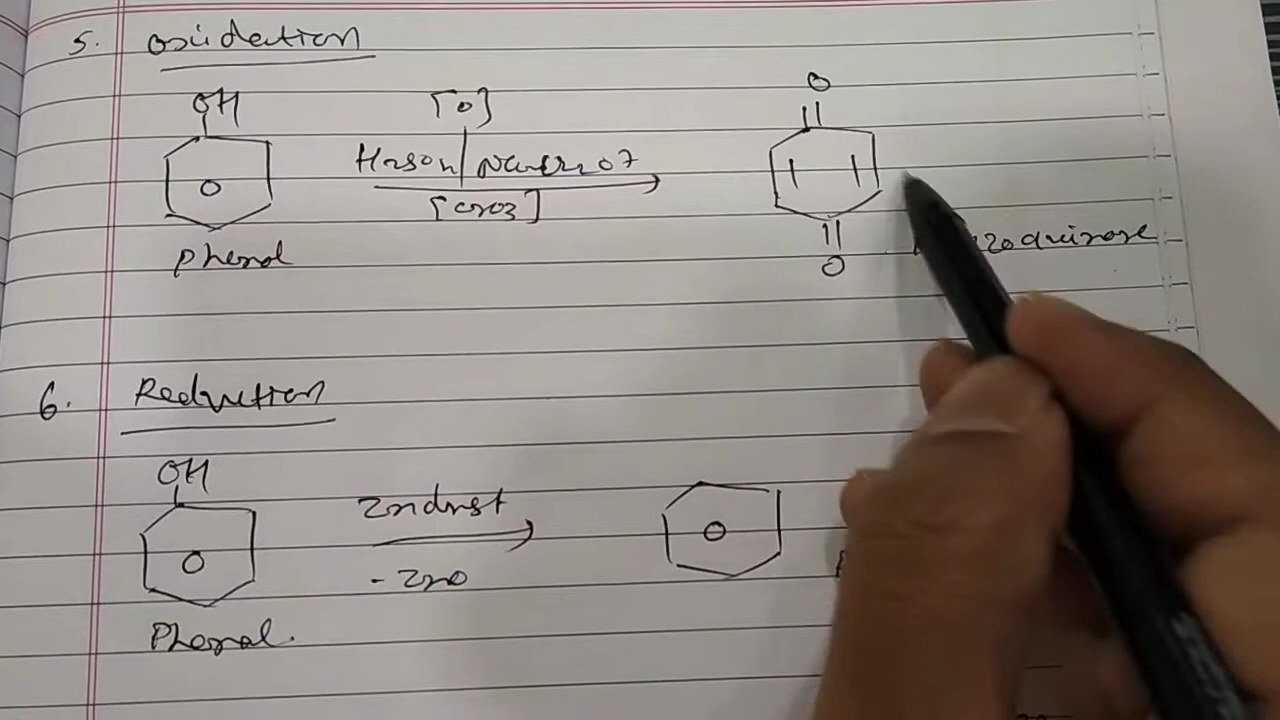 5. oxidation
OH
[O]
O
H2SO4/Na2Cr2O7
[CrO3]
O
Phenol
O
6. Reduction
OH
Zn dust
O
O
-ZnO
Phenol.